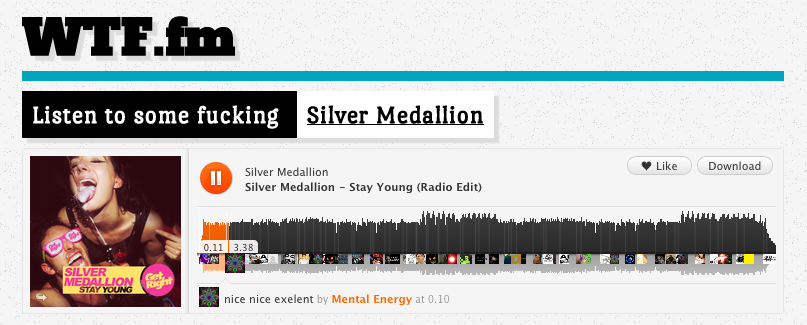 WTF.fm
Listen to some fucking Silver Medallion
Like
Download
Silver Medallion
Silver Medallion – Stay Young (Radio Edit)
0.11 3.38
SILVER
MEDALLION
STAY YOUNG
Get
Right
nice nice exelent by Mental Energy at 0.10